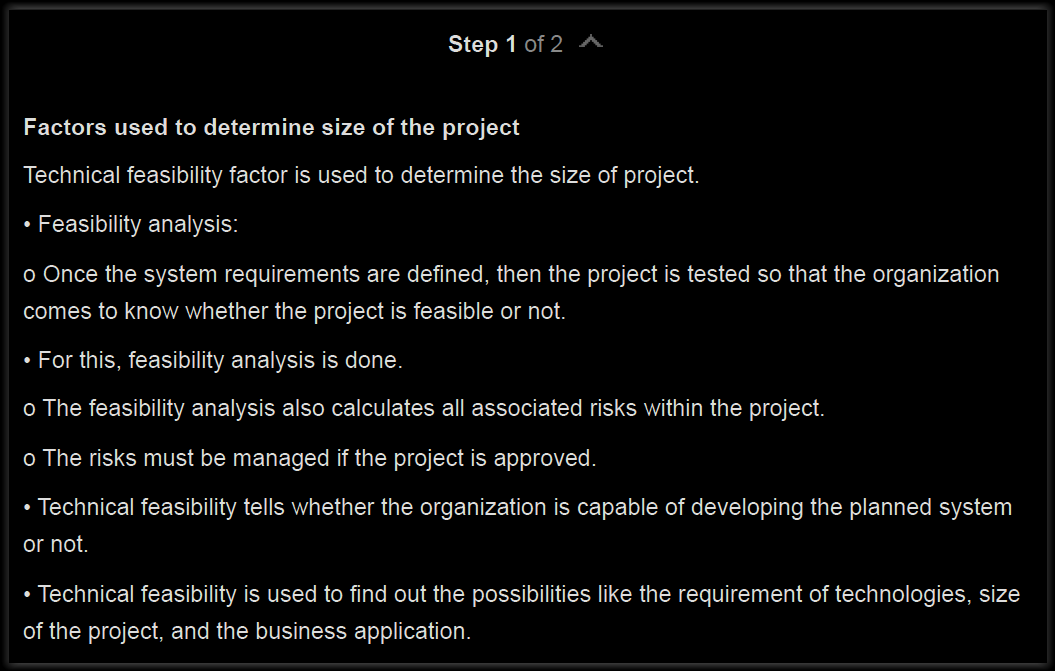 Step 1 of 2
Factors used to determine size of the project
Technical feasibility factor is used to determine the size of project.
• Feasibility analysis:
o Once the system requirements are defined, then the project is tested so that the organization
comes to know whether the project is feasible or not.
• For this, feasibility analysis is done.
o The feasibility analysis also calculates all associated risks within the project.
o The risks must be managed if the project is approved.
• Technical feasibility tells whether the organization is capable of developing the planned system
or not.
• Technical feasibility is used to find out the possibilities like the requirement of technologies, size
of the project, and the business application.